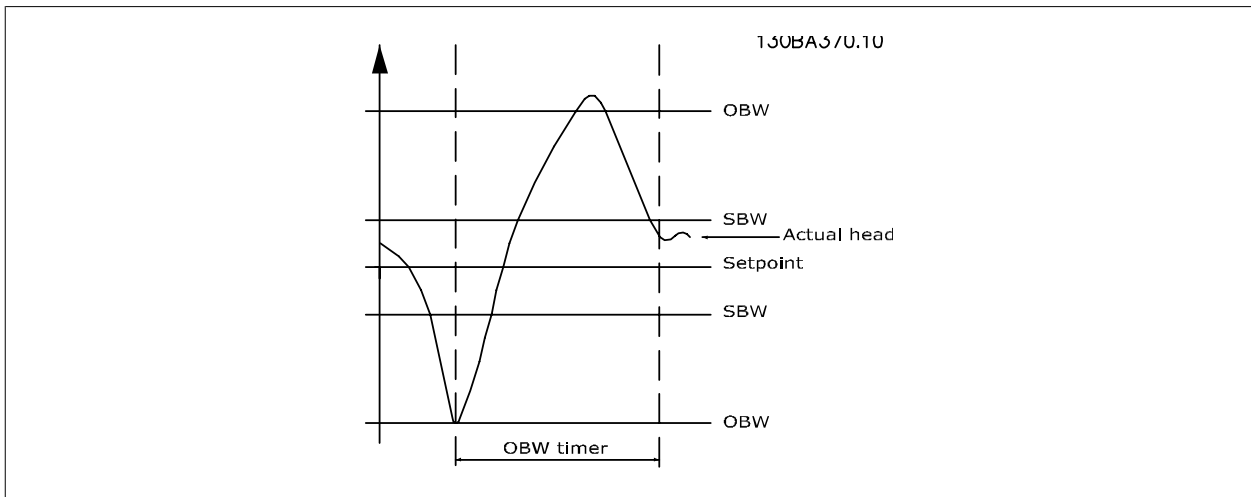 130BA370.10
OBW
SBW
Actual head
Setpoint
SBW
OBW
OBW timer